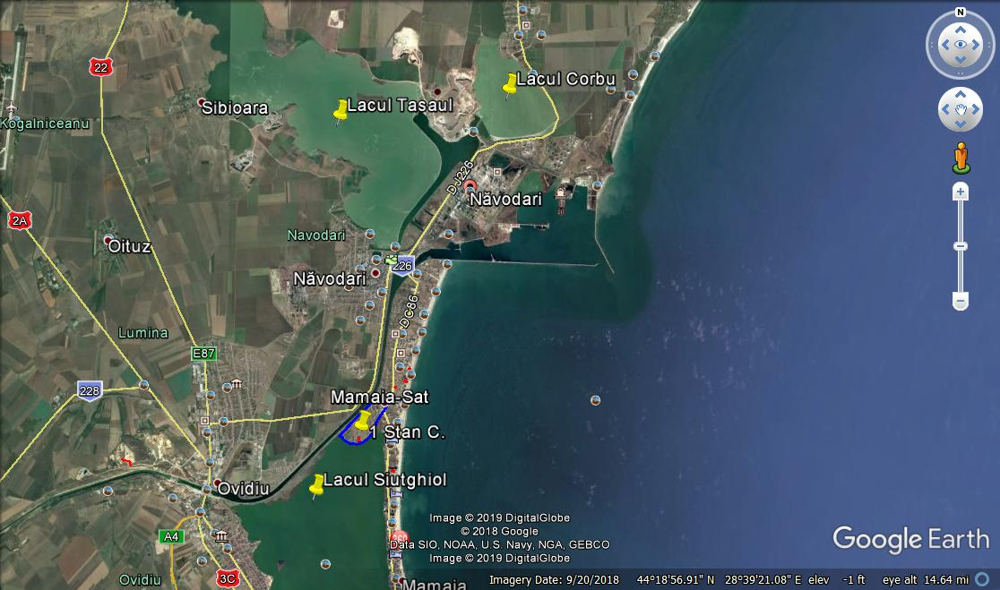 N
22
Lacul Corbu
Lacul Tasaul
Sibioara
Kogalniceanu
DJ226
Năvodari
2A
Navodari
Oituz
226
Năvodari
DC86
Lumina
E87
228
Mamaia-Sat
1 Stan C.
Lacul Siutghiol
Ovidiu
Image © 2019 DigitalGlobe
© 2018 Google
Data SIO, NOAA, U.S. Navy, NGA, GEBCO
Image © 2019 DigitalGlobe
A4
360
Google Earth
3C
Ovidiu
Mamaia
Imagery Date: 9/20/2018 44°18'56.91" N 28°39'21.08" E elev -1 ft eye alt 14.64 mi